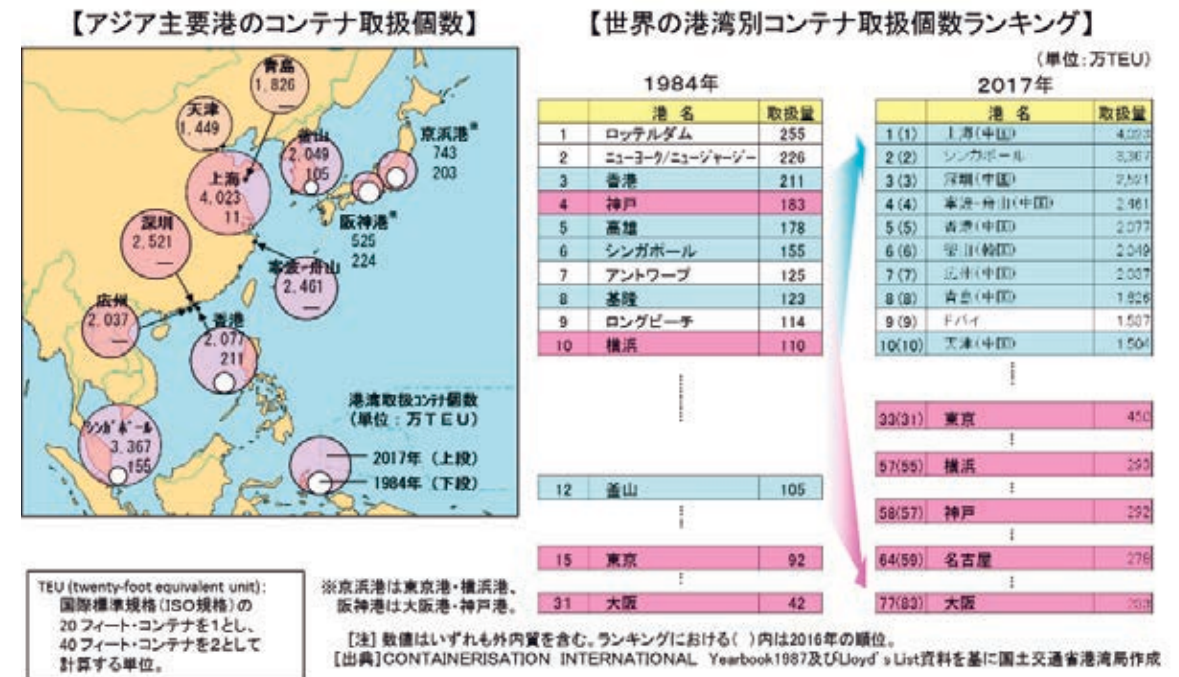 【アジア主要港のコンテナ取扱個数】
青島
1,826
―
天津
1.449
―
釜山
2.049
105
京浜港※
743
203
上海
4.023
11
阪神港※
525
224
深圳
2.521
―
寧波-舟山
2.461
―
広州
2.037
―
香港
2.077
211
シンガポール
3.367
155
港湾取扱コンテナ個数
(単位：万TEU)
2017年 (上段)
1984年 (下段)
TEU (twenty-foot equivalent unit):
国際標準規格(ISO規格)の
20フィート・コンテナを1とし、
40フィート・コンテナを2として
計算する単位。
※京浜港は東京港・横浜港、
阪神港は大阪港・神戸港。
【世界の港湾別コンテナ取扱個数ランキング】
(単位:万TEU)
1984年
港 名 取扱量
1 ロッテルダム 255
2 ニューヨーク/ニュージャージー 226
3 香港 211
4 神戸 183
5 高雄 178
6 シンガポール 155
7 アントワープ 125
8 基隆 123
9 ロングビーチ 114
10 横浜 110
12 釜山 105
15 東京 92
31 大阪 42
2017年
港 名 取扱量
1 (1) 上海(中国) 4,023
2 (2) シンガポール 3,367
3 (3) 深圳(中国) 2,521
4 (4) 寧波-舟山(中国) 2,461
5 (5) 香港(中国) 2,077
6 (6) 釜山(韓国) 2,049
7 (7) 広州(中国) 2,037
8 (8) 青島(中国) 1,826
9 (9) ドバイ
10(10) 天津(中国)
33(31) 東京 450
57(55) 横浜 293
58(57) 神戸 292
64(59) 名古屋
77(83) 大阪
[注] 数値はいずれも外内貿を含む。ランキングにおける( )内は2016年の順位。
[出典]CONTAINERISATION INTERNATIONAL Yearbook1987及びLloyd's List資料を基に国土交通省港湾局作成